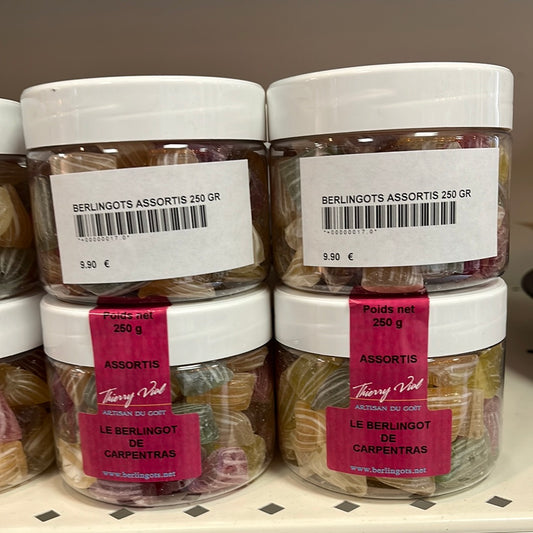 BERLINGOTS ASSORTIS 250 GR
*+00000017.0*
9.90 €
BERLINGOTS ASSORTIS 250 GR
*+00000017.0*
9.90 €
Poids net
250 g
ASSORTIS
Thierry Vial
ARTISAN DU GOÛT
LE BERLINGOT
DE
CARPENTRAS
www.berlingots.net
Poids net
250 g
ASSORTIS
Thierry Vial
ARTISAN DU GOÛT
LE BERLINGOT
DE
CARPENTRAS
www.berlingots.net